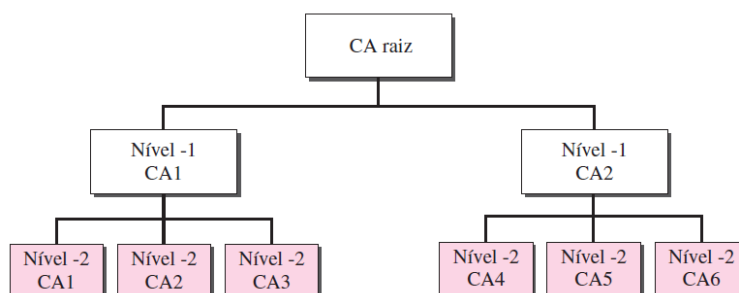 CA raiz
Nível -1
CA1
Nível -1
CA2
Nível -2
CA1
Nível -2
CA2
Nível -2
CA3
Nível -2
CA4
Nível -2
CA5
Nível -2
CA6